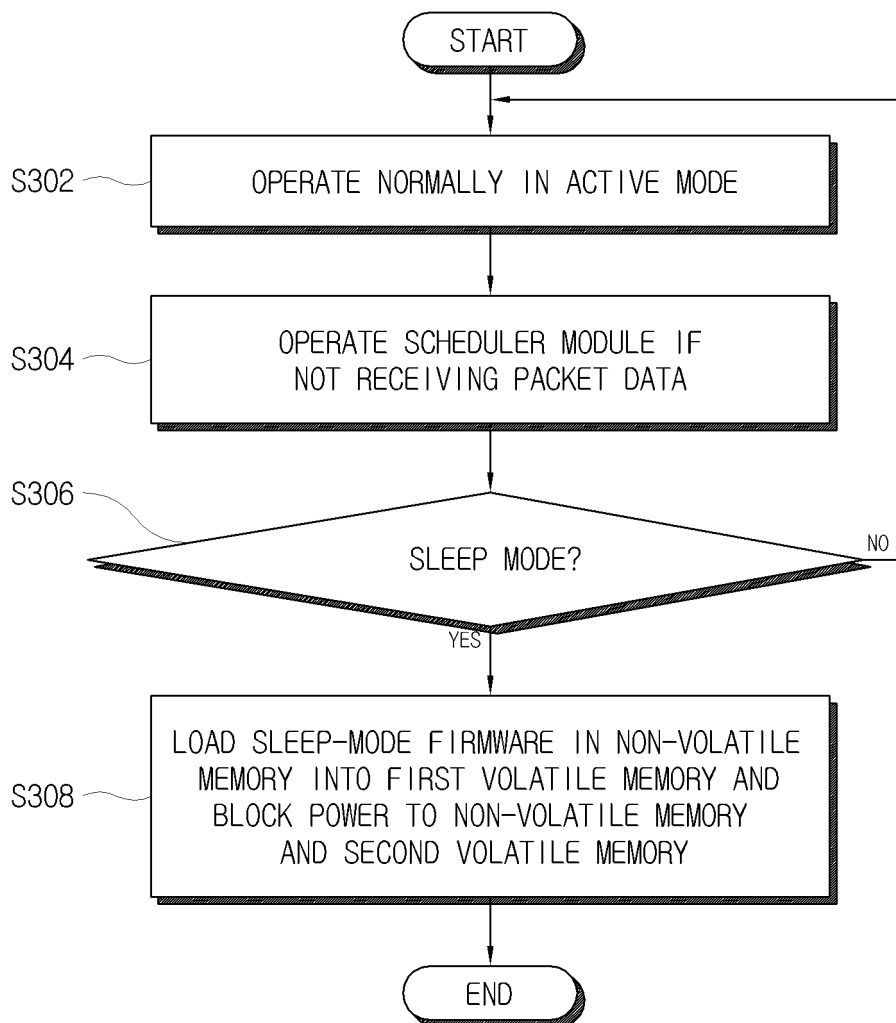 START
S302
OPERATE NORMALLY IN ACTIVE MODE
S304
OPERATE SCHEDULER MODULE IF
NOT RECEIVING PACKET DATA
S306
SLEEP MODE?
NO
YES
S308
LOAD SLEEP-MODE FIRMWARE IN NON-VOLATILE
MEMORY INTO FIRST VOLATILE MEMORY AND
BLOCK POWER TO NON-VOLATILE MEMORY
AND SECOND VOLATILE MEMORY
END